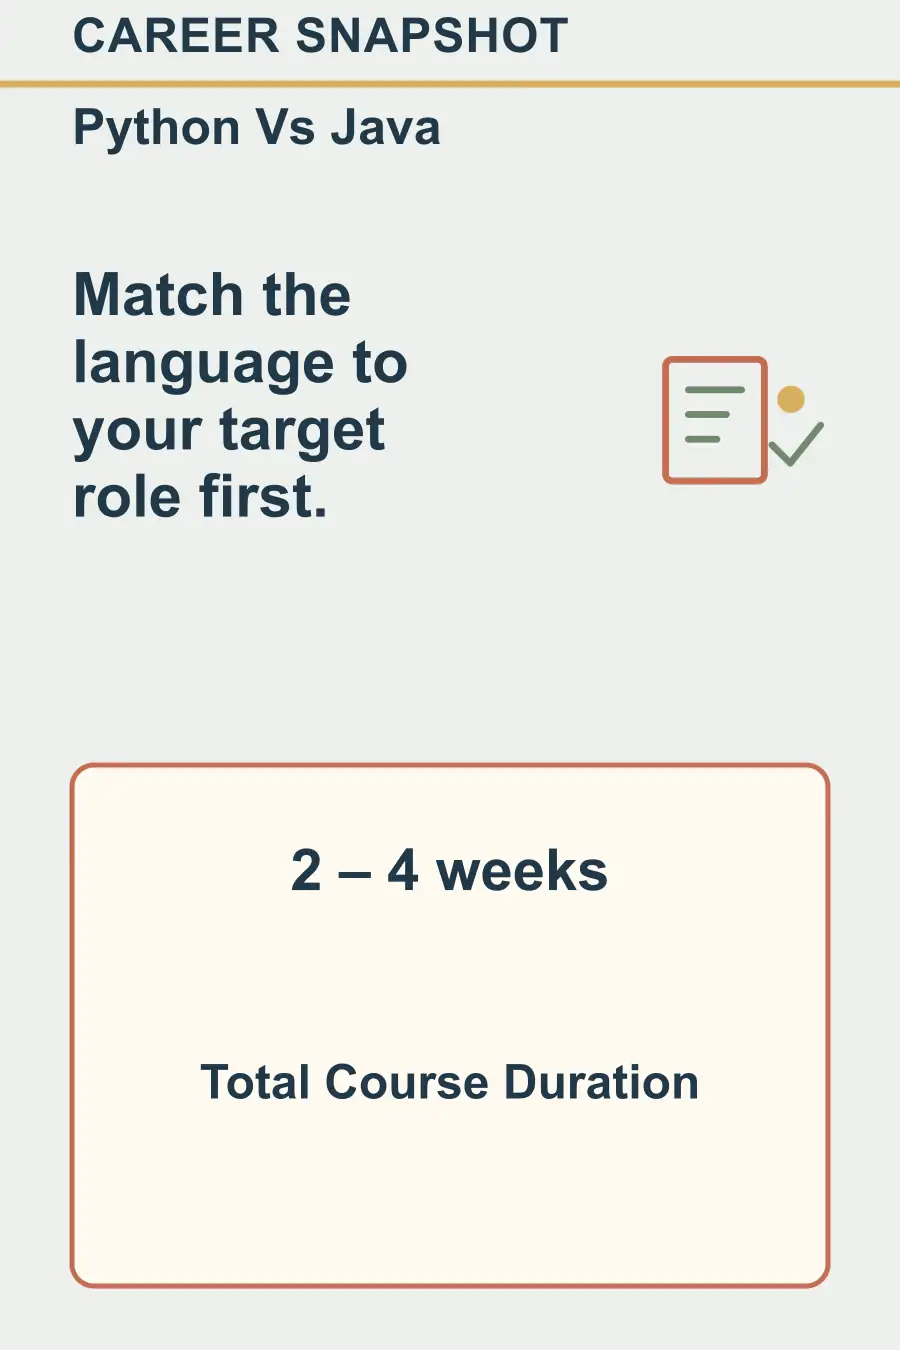 CAREER SNAPSHOT
Python Vs Java
Match the
language to
your target
role first.
2 – 4 weeks
Total Course Duration